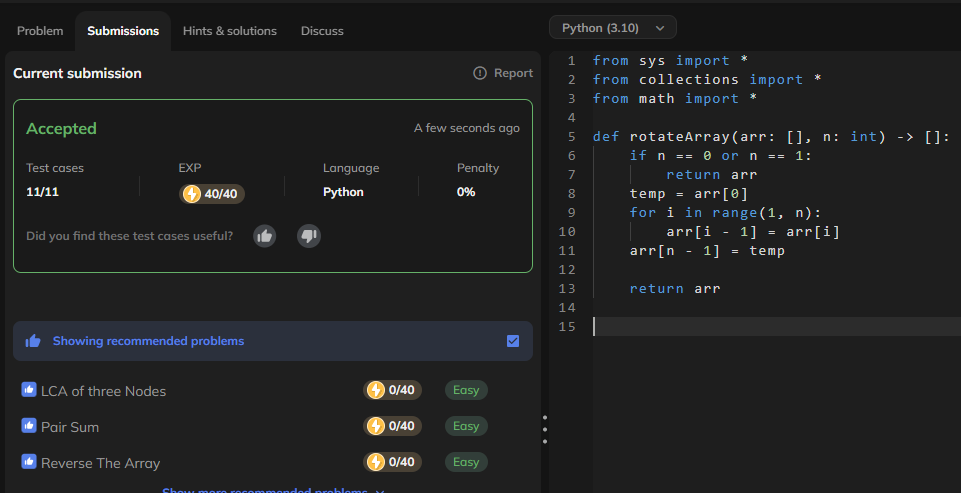 Problem Submissions Hints & solutions Discuss
Current submission Report
Accepted A few seconds ago
Test cases EXP Language Penalty
11/11 40/40 Python 0%
Did you find these test cases useful?
Showing recommended problems
LCA of three Nodes 0/40 Easy
Pair Sum 0/40 Easy
Reverse The Array 0/40 Easy
Show more recommended problems
Python (3.10)
1 from sys import *
2 from collections import *
3 from math import *
4
5 def rotateArray(arr: [], n: int) -> []:
6     if n == 0 or n == 1:
7         return arr
8     temp = arr[0]
9     for i in range(1, n):
10         arr[i - 1] = arr[i]
11     arr[n - 1] = temp
12
13     return arr
14
15